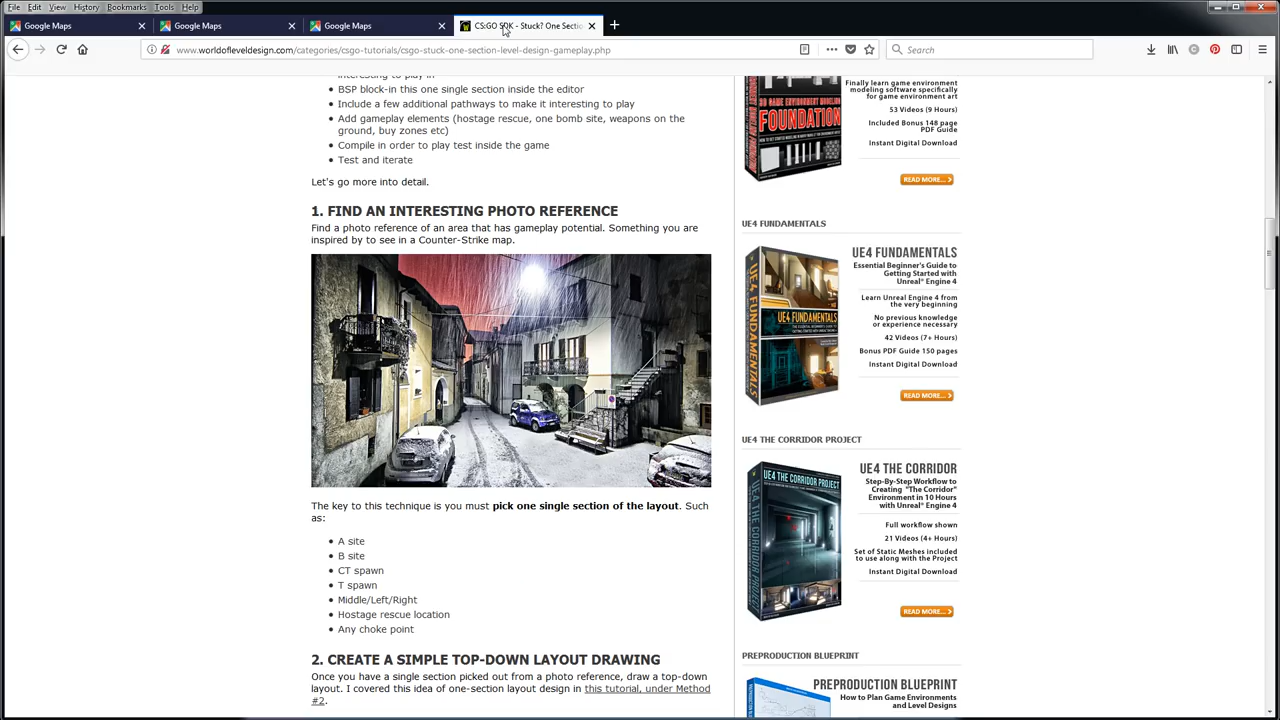 File Edit View History Bookmarks Tools Help
Google Maps
Google Maps
Google Maps
CS:GO SDK - Stuck? One Sectio
www.worldofleveldesign.com/categories/csgo-tutorials/csgo-stuck-one-section-level-design-gameplay.php
Search
interesting to play in
• BSP block-in this one single section inside the editor
• Include a few additional pathways to make it interesting to play
• Add gameplay elements (hostage rescue, one bomb site, weapons on the
ground, buy zones etc)
• Compile in order to play test inside the game
• Test and iterate
Let's go more into detail.
1. FIND AN INTERESTING PHOTO REFERENCE
Find a photo reference of an area that has gameplay potential. Something you are
inspired by to see in a Counter-Strike map.
The key to this technique is you must pick one single section of the layout. Such
as:
• A site
• B site
• CT spawn
• T spawn
• Middle/Left/Right
• Hostage rescue location
• Any choke point
2. CREATE A SIMPLE TOP-DOWN LAYOUT DRAWING
Once you have a single section picked out from a photo reference, draw a top-down
layout. I covered this idea of one-section layout design in this tutorial, under Method
#2.
FOUNDATION
Finally learn game environment
modeling software specifically
for game environment art
53 Videos (9 Hours)
Included Bonus 148 page
PDF Guide
Instant Digital Download
READ MORE...
UE4 FUNDAMENTALS
UE4 FUNDAMENTALS
UE4 FUNDAMENTALS
UE4 FUNDAMENTALS
Essential Beginner's Guide to
Getting Started with
Unreal® Engine 4
Learn Unreal Engine 4 from
the very beginning
No previous knowledge
or experience necessary
42 Videos (7+ Hours)
Bonus PDF Guide 150 pages
Instant Digital Download
READ MORE...
UE4 THE CORRIDOR PROJECT
UE4 THE CORRIDOR PROJECT
UE4 THE CORRIDOR PROJECT
UE4 THE CORRIDOR
Step-By-Step Workflow to
Creating "The Corridor"
Environment in 10 Hours
with Unreal Engine 4
Full workflow shown
21 Videos (4+ Hours)
Set of Static Meshes included
to use along with the Project
Instant Digital Download
READ MORE...
PREPRODUCTION BLUEPRINT
PREPRODUCTION BLUEPRINT
How to Plan Game Environments
and Level Designs